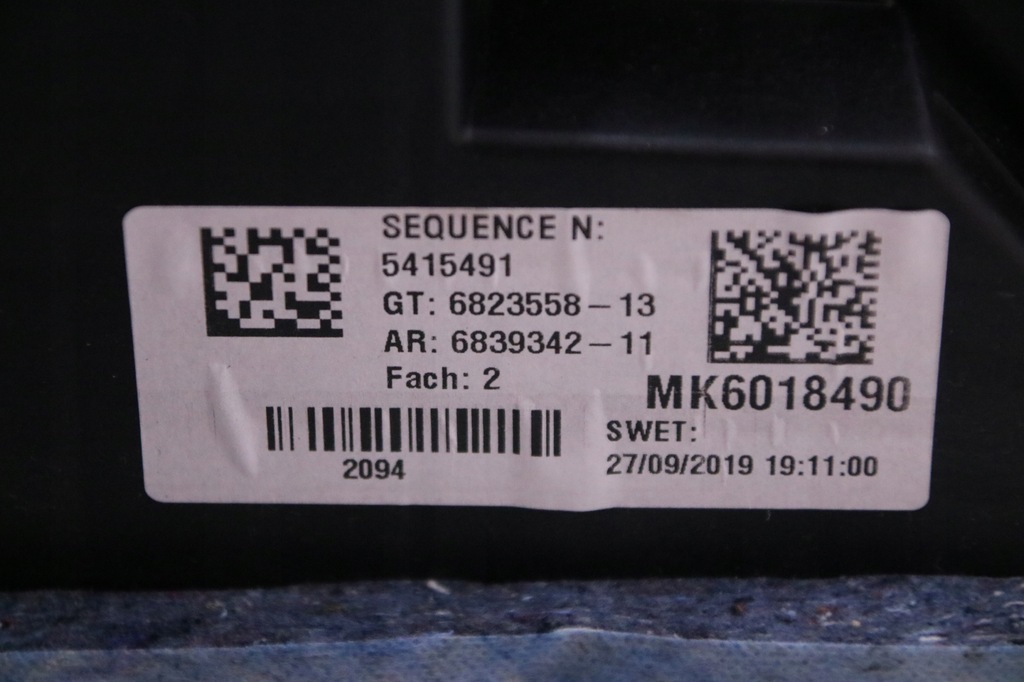 SEQUENCE N:
5415491
GT: 6823558-13
AR: 6839342-11
Fach: 2
MK6018490
SWET:
27/09/2019 19:11:00
2094